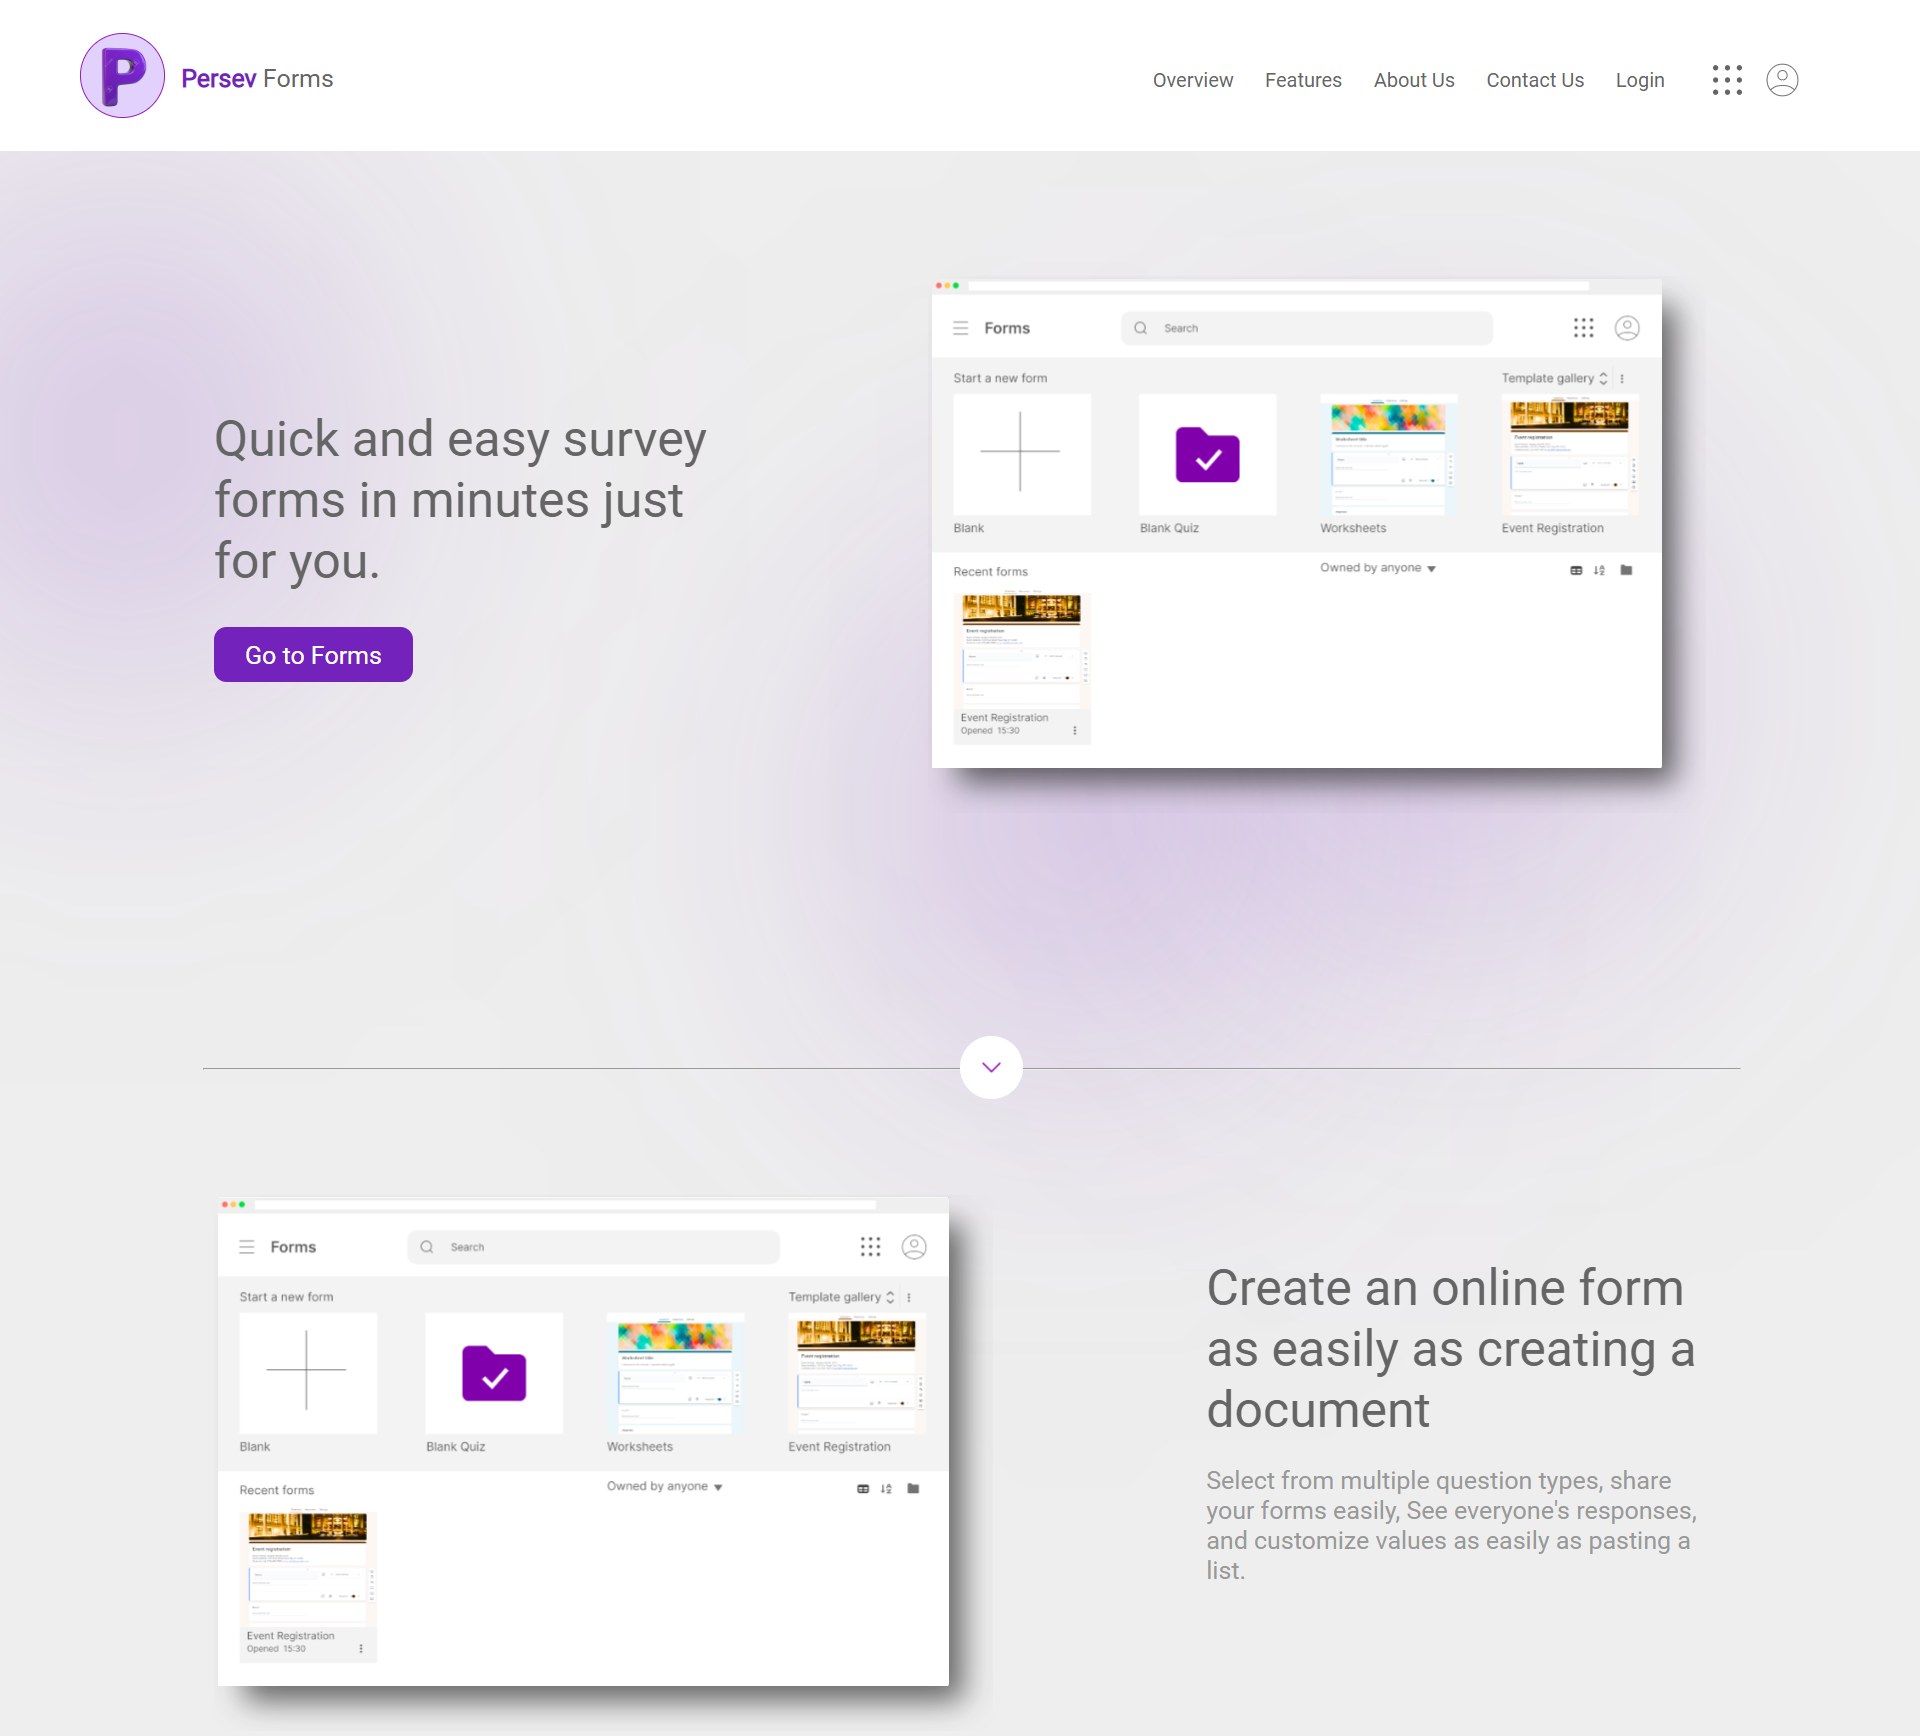 Persev Forms
Overview Features About Us Contact Us Login
Quick and easy survey
forms in minutes just
for you.
Go to Forms
Forms
Search
Start a new form
Template gallery
Blank
Blank Quiz
Worksheets
Event Registration
Recent forms
Owned by anyone
Event registration
Event Registration
Opened 15:30
Forms
Search
Start a new form
Template gallery
Blank
Blank Quiz
Worksheets
Event Registration
Recent forms
Owned by anyone
Event registration
Event Registration
Opened 15:30
Create an online form
as easily as creating a
document
Select from multiple question types, share
your forms easily, See everyone's responses,
and customize values as easily as pasting a
list.